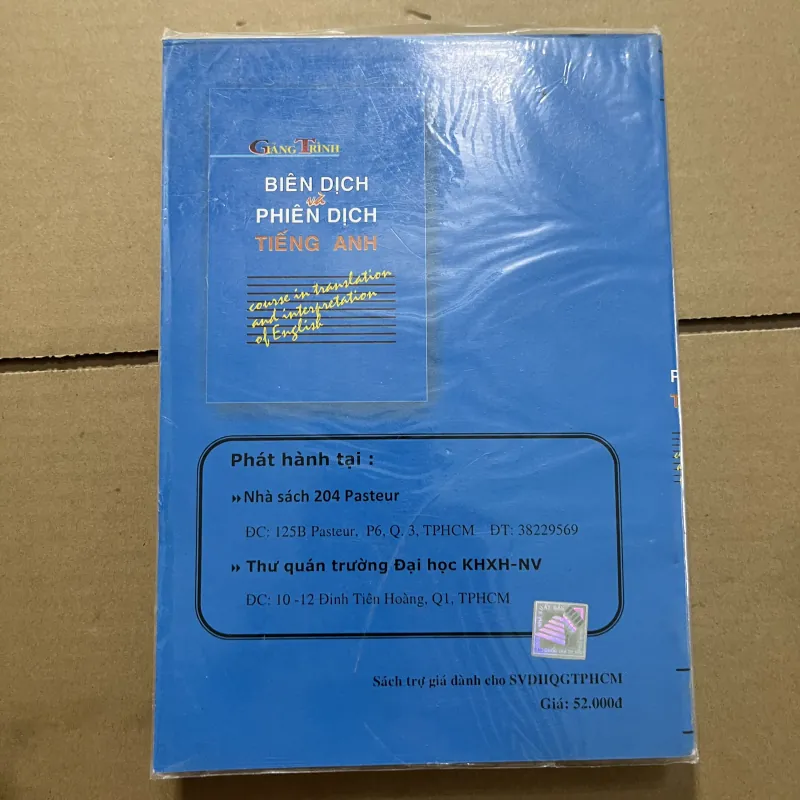 GIÁNG TRÌNH
BIÊN DỊCH
và
PHIÊN DỊCH
TIẾNG ANH
course in translation
and interpretation
of English
Phát hành tại :
Nhà sách 204 Pasteur
ĐC: 125B Pasteur, P6, Q. 3, TPHCM ĐT: 38229569
Thư quán trường Đại học KHXH-NV
ĐC: 10 -12 Đinh Tiên Hoàng, Q1, TPHCM
Sách trợ giá dành cho SVDHQGTPHCM
Giá: 52.000đ